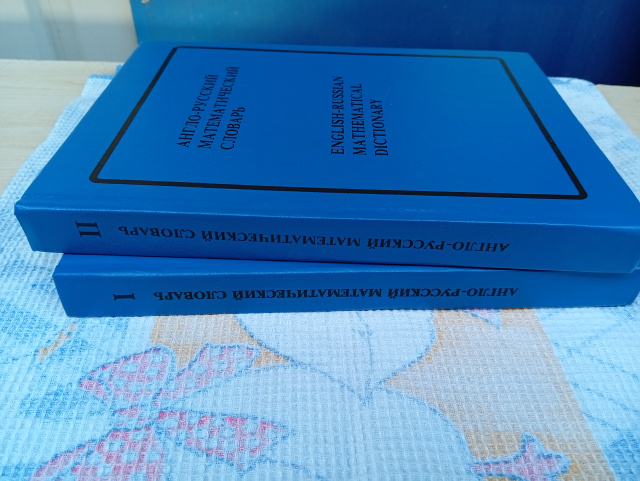 АНГЛО-РУССКИЙ
МАТЕМАТИЧЕСКИЙ
СЛОВАРЬ
ENGLISH-RUSSIAN
MATHEMATICAL
DICTIONARY
АНГЛО-РУССКИЙ МАТЕМАТИЧЕСКИЙ СЛОВАРЬ II
АНГЛО-РУССКИЙ МАТЕМАТИЧЕСКИЙ СЛОВАРЬ I